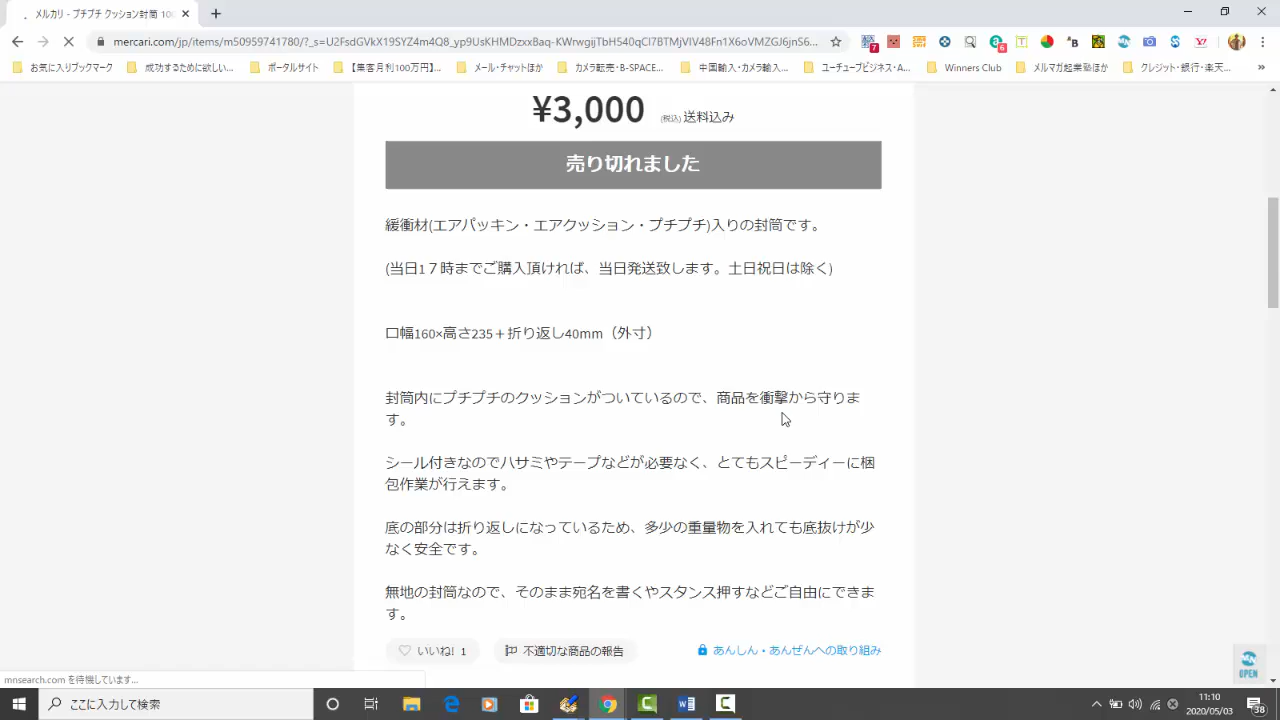 メルカリ - プチプチ クッション封筒 100
mercari.com/jp/items/m50959741780/?_s=U2FsdGVkX19SYZ4m4Q8_yp9UsKHMDzxxBaq-KWrwgijTbH540qCI7BTMjVIV48Fn1X6oVMZGJ6jnS6...
お気に入りブックマーク
成功するために欲しい...
ポータルサイト
【黒客月利100万円】...
メール・チャットほか
カメラ転売・B-SPACE...
中国輸入・カメラ輸入...
ユーチューブビジネス・A...
Winners Club
メルマガ起業塾ほか
クレジット・銀行・楽天...
¥3,000 (税込) 送料込み
売り切れました
緩衝材(エアパッキン・エアクッション・プチプチ)入りの封筒です。
(当日1７時までご購入頂ければ、当日発送致します。土日祝日は除く)
口幅160×高さ235＋折り返し40mm（外寸）
封筒内にプチプチのクッションがついているので、商品を衝撃から守りま
す。
シール付きなのでハサミやテープなどが必要なく、とてもスピーディーに梱
包作業が行えます。
底の部分は折り返しになっているため、多少の重量物を入れても底抜けが少
なく安全です。
無地の封筒なので、そのまま宛名を書くやスタンス押すなどご自由にできま
す。
いいね! 1
不適切な商品の報告
あんしん・あんぜんへの取り組み
OPEN
mnsearch.com を待機しています...
ここに入力して検索
11:10
2020/05/03
38